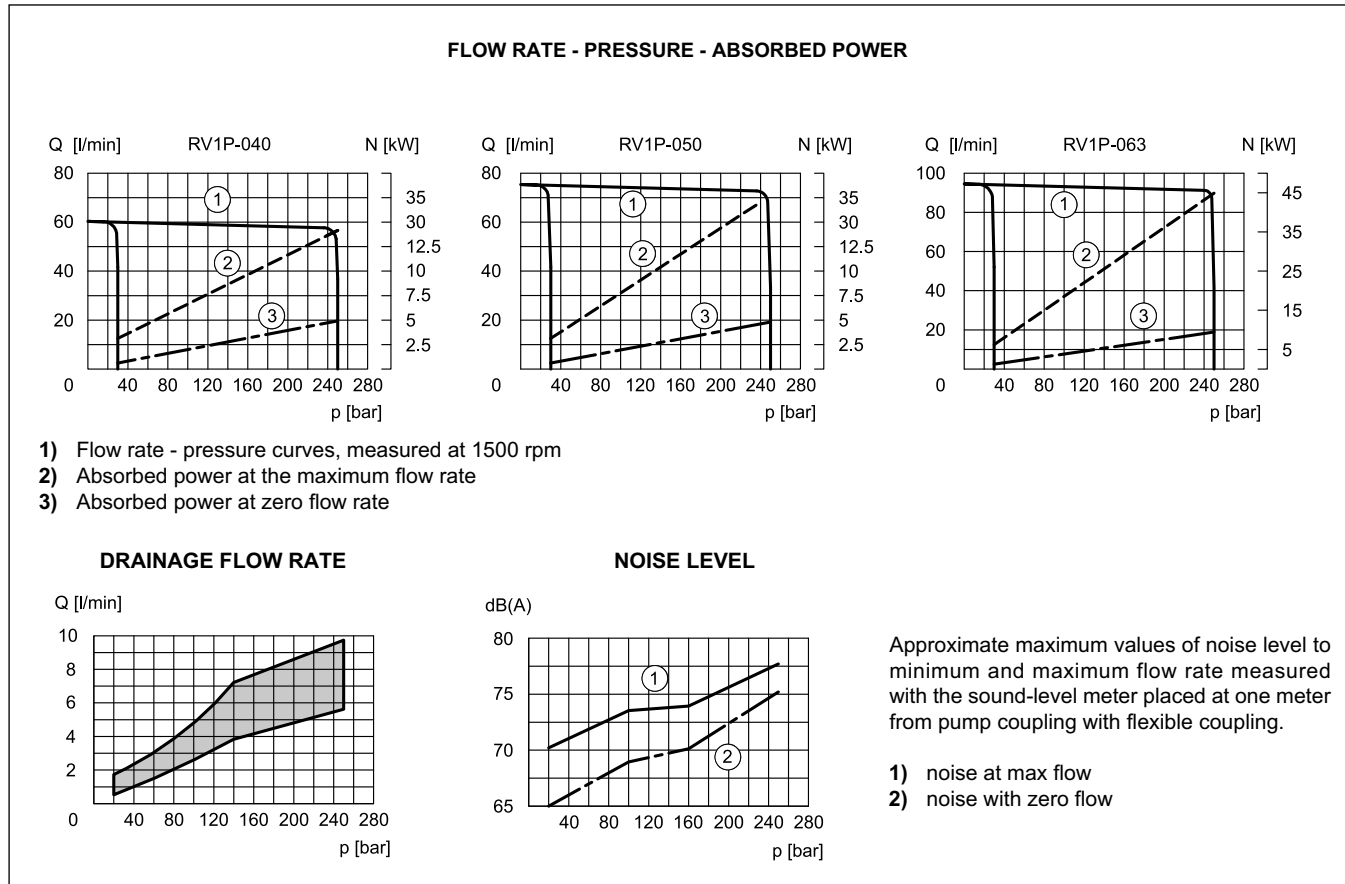 FLOW RATE - PRESSURE - ABSORBED POWER
Q [l/min] RV1P-040 N [kW]
80
60
40
20
0
35
30
12.5
10
7.5
5
2.5
40 80 120 160 200 240 280
p [bar]
1
2
3
Q [l/min] RV1P-050 N [kW]
80
60
40
20
0
35
30
12.5
10
7.5
5
2.5
40 80 120 160 200 240 280
p [bar]
1
2
3
Q [l/min] RV1P-063 N [kW]
100
80
60
40
20
0
45
35
25
15
5
40 80 120 160 200 240 280
p [bar]
1
2
3
1) Flow rate - pressure curves, measured at 1500 rpm
2) Absorbed power at the maximum flow rate
3) Absorbed power at zero flow rate
DRAINAGE FLOW RATE
Q [l/min]
10
8
6
4
2
0 40 80 120 160 200 240 280
p [bar]
NOISE LEVEL
dB(A)
80
75
70
65
40 80 120 160 200 240 280
p [bar]
1
2
Approximate maximum values of noise level to
minimum and maximum flow rate measured
with the sound-level meter placed at one meter
from pump coupling with flexible coupling.
1) noise at max flow
2) noise with zero flow